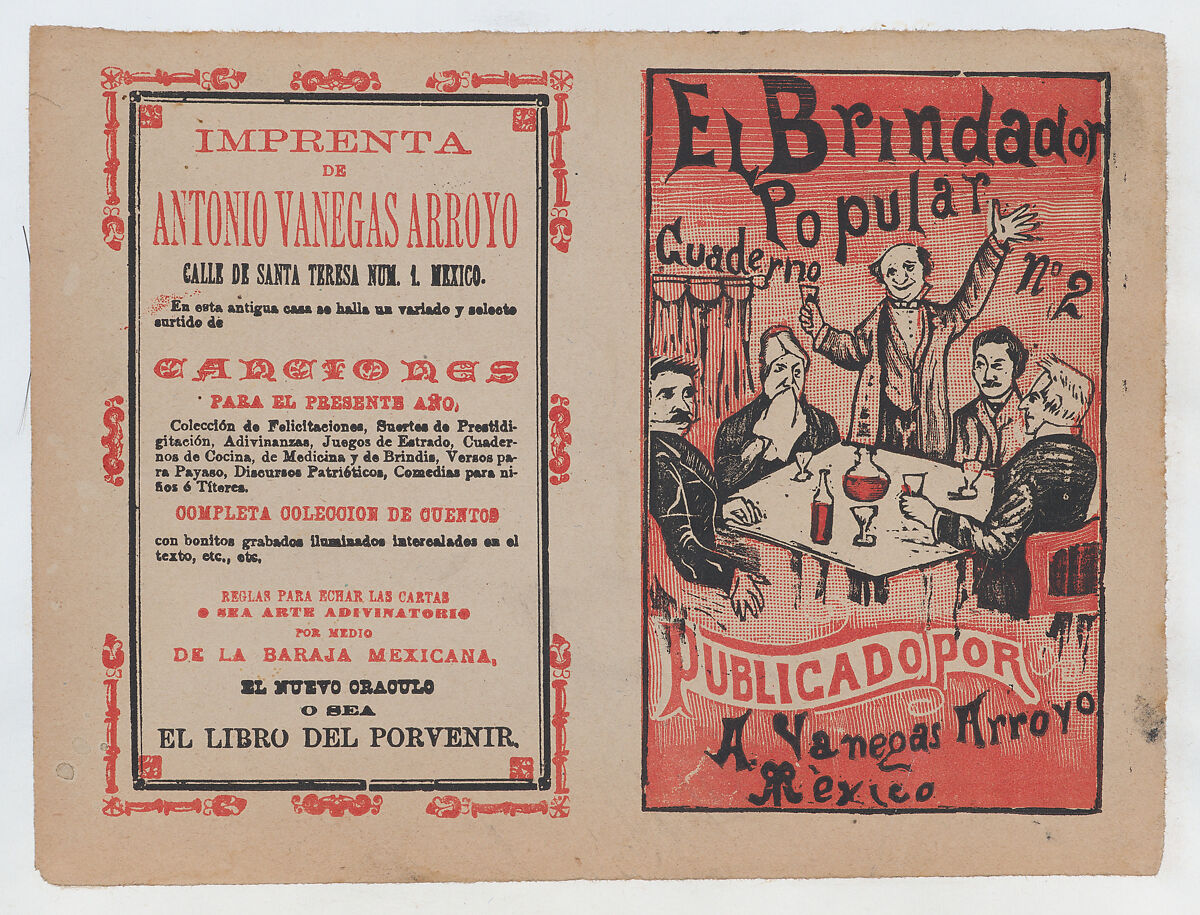 IMPRENTA
DE
ANTONIO VANEGAS ARROYO
CALLE DE SANTA TERESA NUM. 1. MEXICO.
En esta antigua casa se halla un variado y selecto
surtido de
CANCIONES
PARA EL PRESENTE AÑO,
Colección de Felicitaciones, Suertes de Prestidi-
gitación, Adivinanzas, Juegos de Estrado, Cuader-
nos de Cocina, de Medicina y de Brindis, Versos pa-
ra Payaso, Discursos Patrióticos, Comedias para ni-
ños ó Títeres.
COMPLETA COLECCION DE CUENTOS
con bonitos grabados iluminados intercalados en el
texto, etc., etc,
REGLAS PARA ECHAR LAS CARTAS
O SEA ARTE ADIVINATORIO
POR MEDIO
DE LA BARAJA MEXICANA,
EL NUEVO ORACULO
O SEA
EL LIBRO DEL PORVENIR.
EL Brindador
Popular
Cuaderno
Nº 2
PUBLICADO POR
A. Vanegas Arroyo
Mèxico